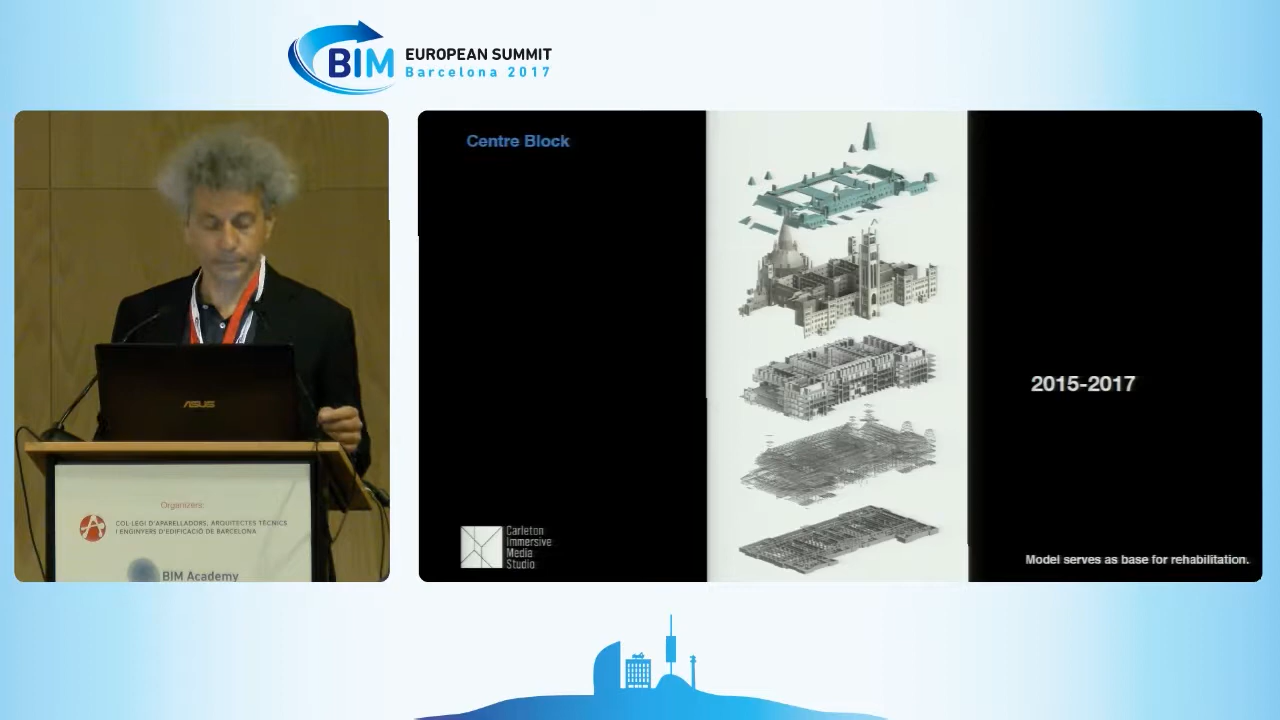 BIM
EUROPEAN SUMMIT
Barcelona 2017
ASUS
Organizers:
COL·LEGI D'APARELLADORS, ARQUITECTES TÈCNICS
I ENGINYERS D'EDIFICACIÓ DE BARCELONA
BIM Academy
Centre Block
2015-2017
Carleton
Immersive
Media
Studio
Model serves as base for rehabilitation.